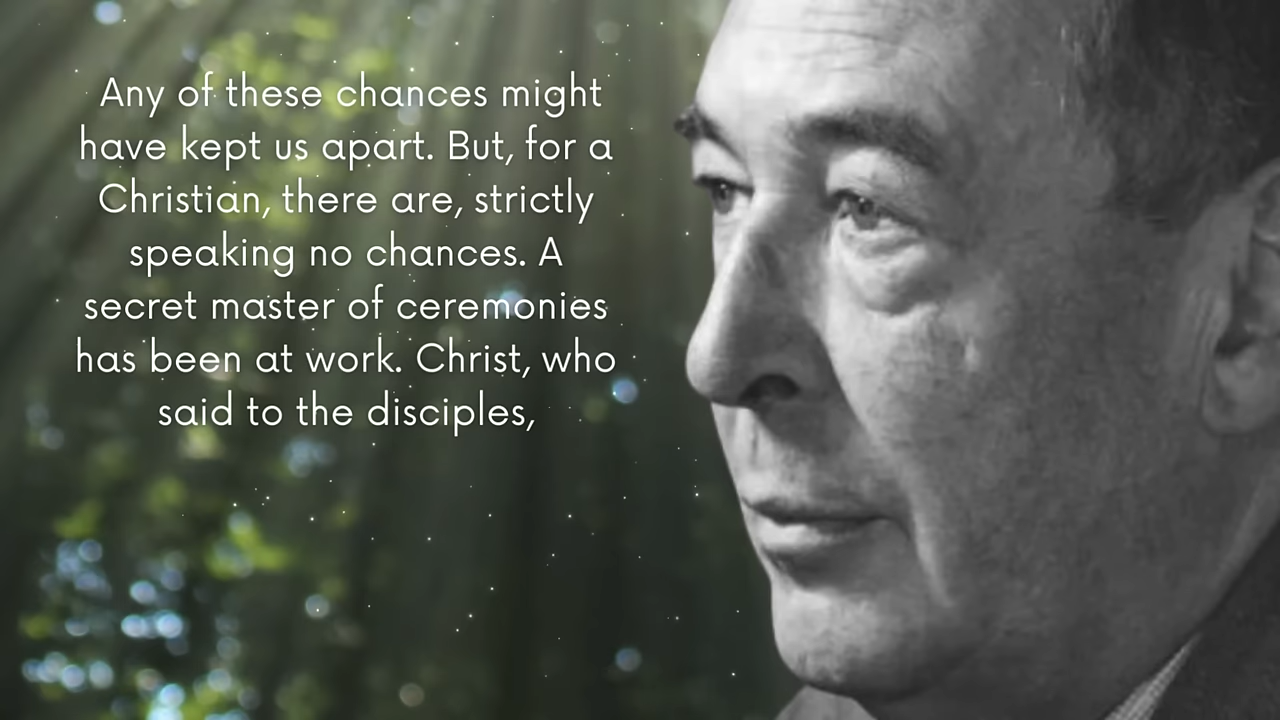 Any of these chances might
have kept us apart. But, for a
Christian, there are, strictly
speaking no chances. A
secret master of ceremonies
has been at work. Christ, who
said to the disciples,